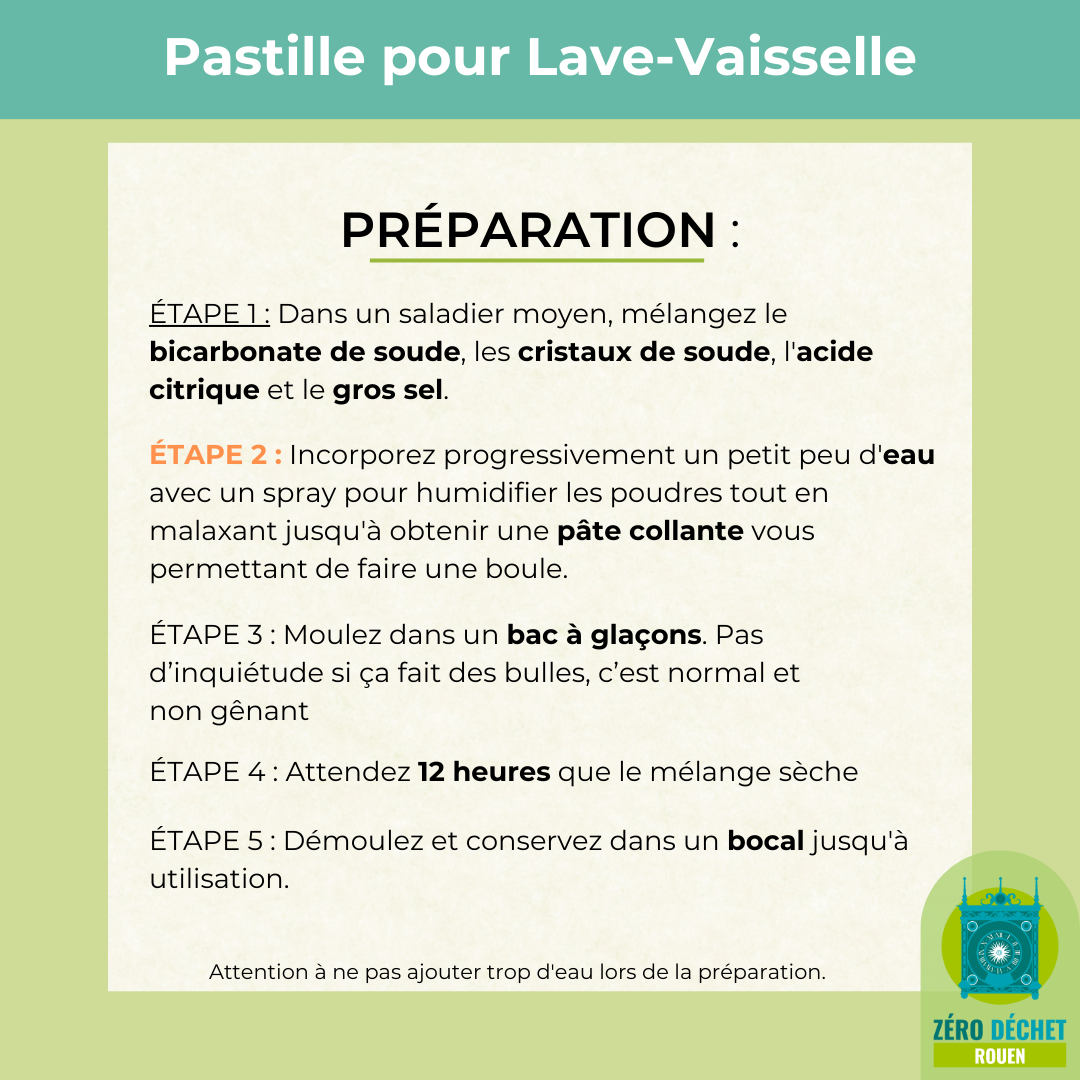 Pastille pour Lave-Vaisselle
PRÉPARATION :
ÉTAPE 1 : Dans un saladier moyen, mélangez le
bicarbonate de soude, les cristaux de soude, l'acide
citrique et le gros sel.
ÉTAPE 2 : Incorporez progressivement un petit peu d'eau
avec un spray pour humidifier les poudres tout en
malaxant jusqu'à obtenir une pâte collante vous
permettant de faire une boule.
ÉTAPE 3 : Moulez dans un bac à glaçons. Pas
d’inquiétude si ça fait des bulles, c’est normal et
non gênant
ÉTAPE 4 : Attendez 12 heures que le mélange sèche
ÉTAPE 5 : Démoulez et conservez dans un bocal jusqu'à
utilisation.
Attention à ne pas ajouter trop d'eau lors de la préparation.
ZÉRO DÉCHET
ROUEN